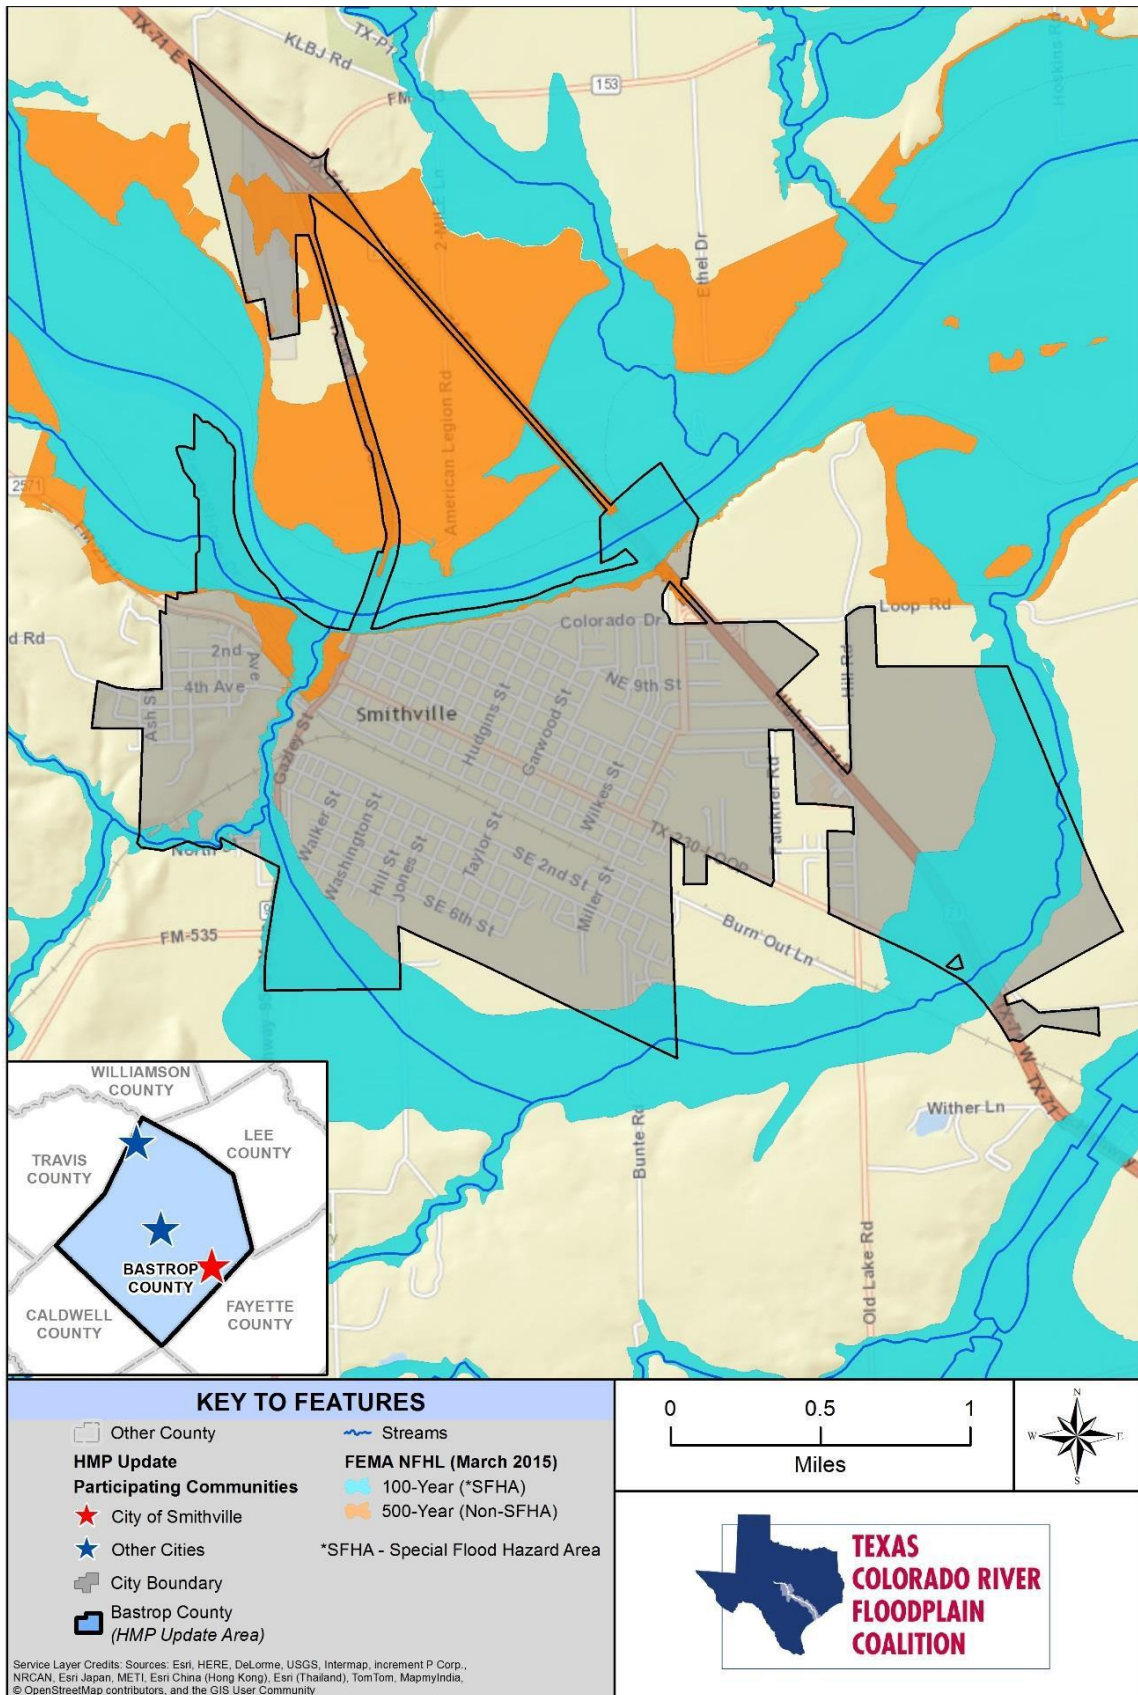 TX-71 E
KLBJ Rd
TX-P
153
Hoskins Rd
2-MILE Ln
Ethel Dr
American Legion Rd
2571
FM-2571
d Rd
2nd
Ave
4th Ave
Ash St
Gazley St
Smithville
Colorado Dr
NE 9th St
Loop Rd
Hill Rd
Hudgins St
Garwood St
Wilkes St
Faulkner Rd
TX-230-LOOP
Walker St
Washington St
Hill St
Jones St
Taylor St
SE 2nd St
SE 6th St
Miller St
Burn Out Ln
FM-535
TX-71 W
TX-71
Wither Ln
Bunte Rd
Old Lake Rd
WILLIAMSON
COUNTY
LEE
COUNTY
TRAVIS
COUNTY
BASTROP
COUNTY
CALDWELL
COUNTY
FAYETTE
COUNTY
KEY TO FEATURES
Other County
HMP Update
Participating Communities
City of Smithville
Other Cities
City Boundary
Bastrop County
(HMP Update Area)
Streams
FEMA NFHL (March 2015)
100-Year (*SFHA)
500-Year (Non-SFHA)
*SFHA - Special Flood Hazard Area
Service Layer Credits: Sources: Esri, HERE, DeLorme, USGS, Intermap, increment P Corp.,
NRCAN, Esri Japan, METI, Esri China (Hong Kong), Esri (Thailand), TomTom, MapmyIndia,
© OpenStreetMap contributors, and the GIS User Community
0 0.5 1
Miles
N
W E
S
TEXAS
COLORADO RIVER
FLOODPLAIN
COALITION